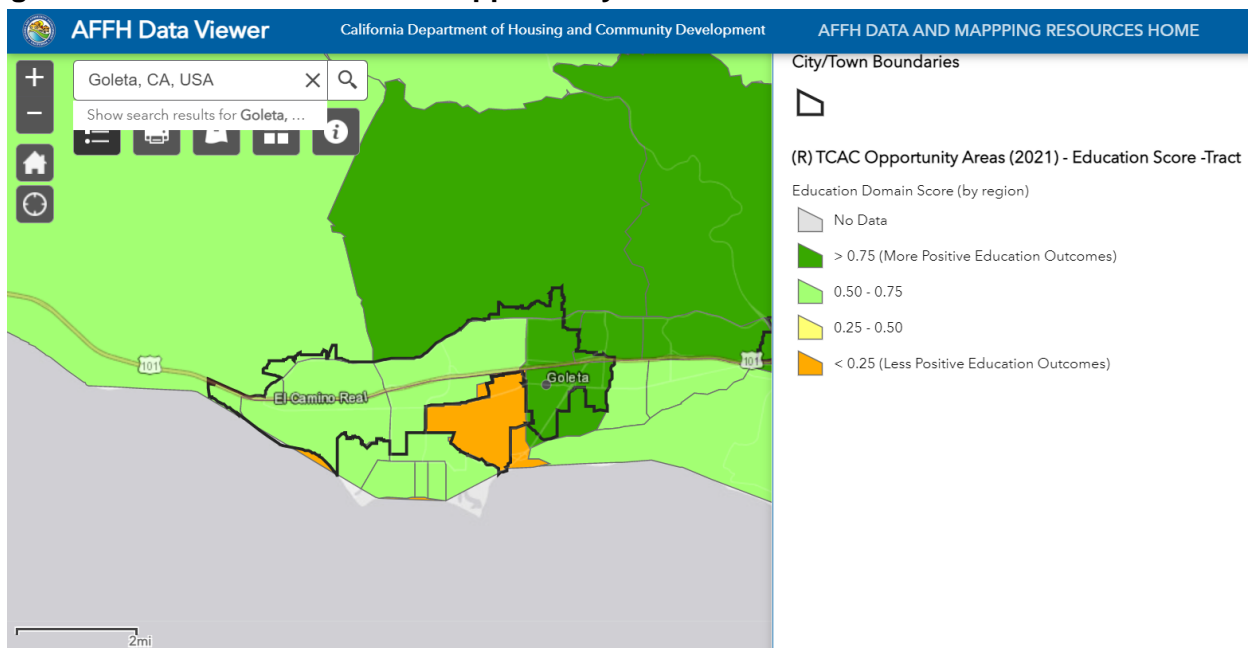 AFFH Data Viewer
California Department of Housing and Community Development
AFFH DATA AND MAPPPING RESOURCES HOME
+
−
Goleta, CA, USA
Show search results for Goleta, ...
101
El Camino Real
Goleta
101
2mi
City/Town Boundaries
(R) TCAC Opportunity Areas (2021) - Education Score -Tract
Education Domain Score (by region)
No Data
> 0.75 (More Positive Education Outcomes)
0.50 - 0.75
0.25 - 0.50
< 0.25 (Less Positive Education Outcomes)